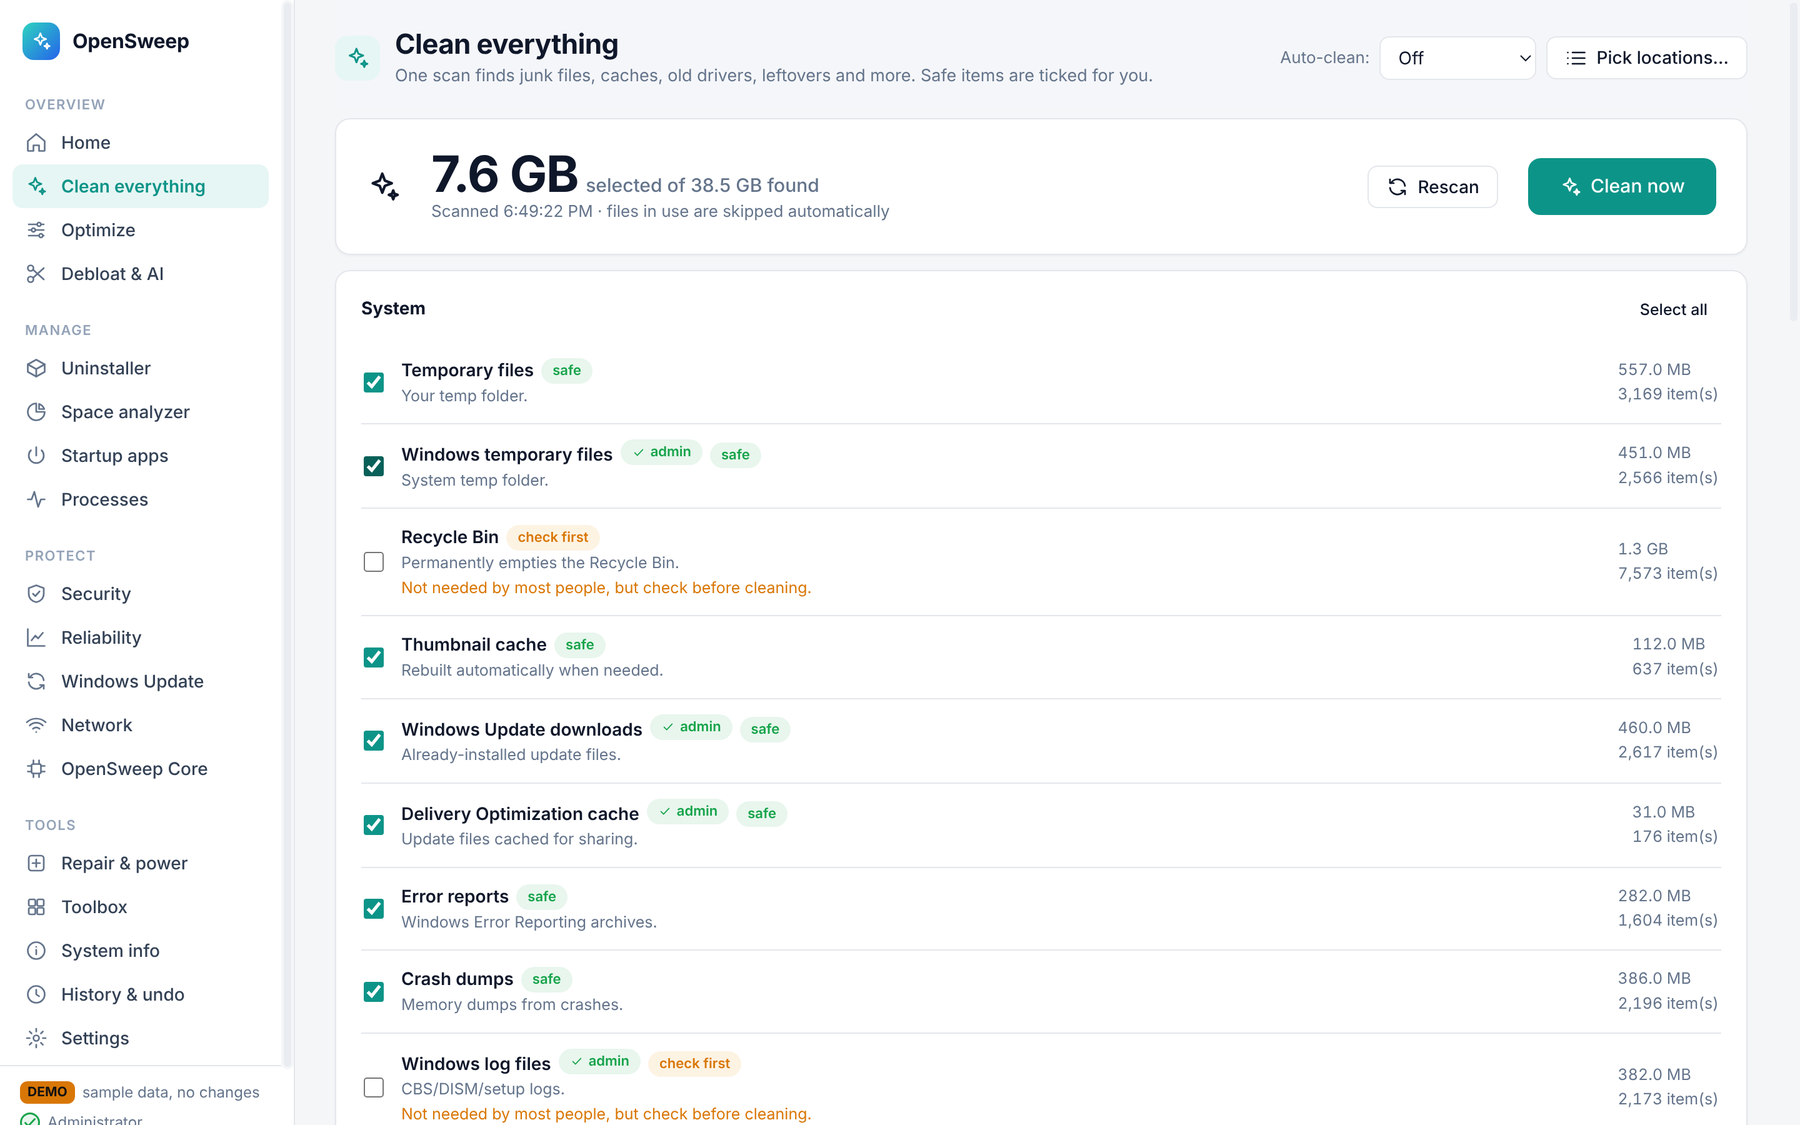 OpenSweep
OVERVIEW
Home
Clean everything
Optimize
Debloat & AI
MANAGE
Uninstaller
Space analyzer
Startup apps
Processes
PROTECT
Security
Reliability
Windows Update
Network
OpenSweep Core
TOOLS
Repair & power
Toolbox
System info
History & undo
Settings
DEMO sample data, no changes
Administrator
Clean everything
One scan finds junk files, caches, old drivers, leftovers and more. Safe items are ticked for you.
Auto-clean: Off
Pick locations...
7.6 GB selected of 38.5 GB found
Scanned 6:49:22 PM · files in use are skipped automatically
Rescan
Clean now
System
Select all
Temporary files safe
Your temp folder.
557.0 MB
3,169 item(s)
Windows temporary files admin safe
System temp folder.
451.0 MB
2,566 item(s)
Recycle Bin check first
Permanently empties the Recycle Bin.
Not needed by most people, but check before cleaning.
1.3 GB
7,573 item(s)
Thumbnail cache safe
Rebuilt automatically when needed.
112.0 MB
637 item(s)
Windows Update downloads admin safe
Already-installed update files.
460.0 MB
2,617 item(s)
Delivery Optimization cache admin safe
Update files cached for sharing.
31.0 MB
176 item(s)
Error reports safe
Windows Error Reporting archives.
282.0 MB
1,604 item(s)
Crash dumps safe
Memory dumps from crashes.
386.0 MB
2,196 item(s)
Windows log files admin check first
CBS/DISM/setup logs.
Not needed by most people, but check before cleaning.
382.0 MB
2,173 item(s)